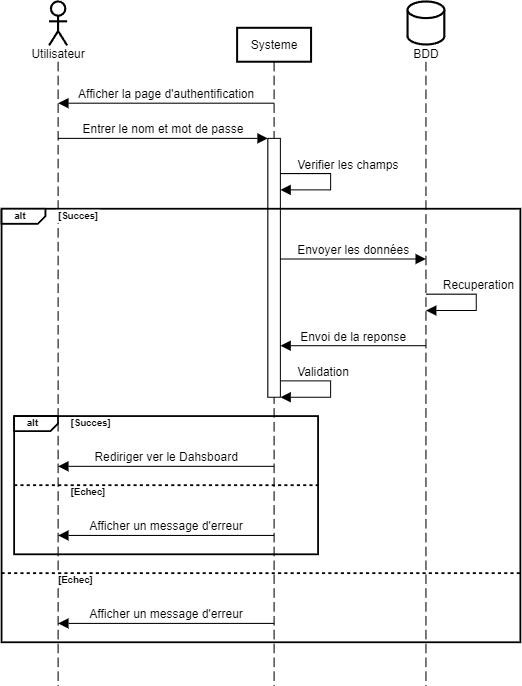 Utilisateur
Systeme
BDD
Afficher la page d'authentification
Entrer le nom et mot de passe
Verifier les champs
alt
[Succes]
Envoyer les données
Recuperation
Envoi de la reponse
Validation
alt
[Succes]
Rediriger ver le Dahsboard
[Echec]
Afficher un message d'erreur
[Echec]
Afficher un message d'erreur